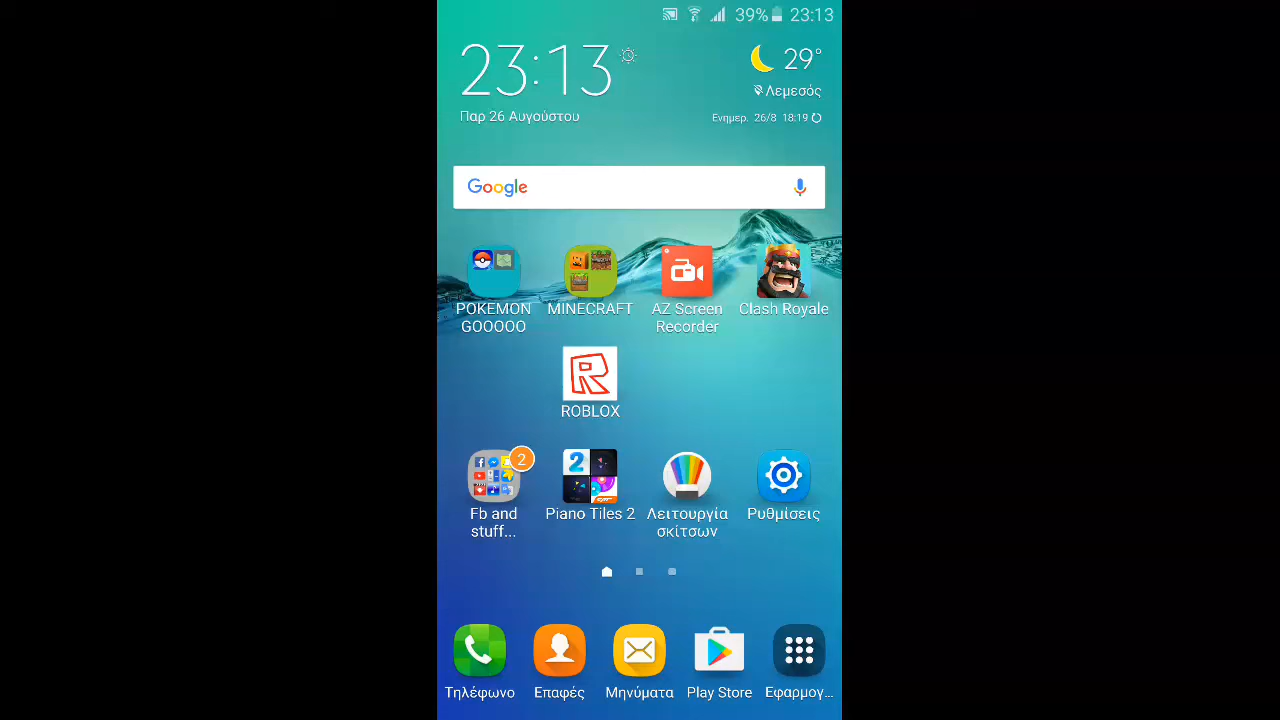 39% 23:13
23:13
29°
Λεμεσός
Παρ 26 Αυγούστου
Ενημερ. 26/8 18:19
Google
POKEMON GOOOOO
MINECRAFT
AZ Screen Recorder
Clash Royale
ROBLOX
2
Fb and stuff...
Piano Tiles 2
Λειτουργία σκίτσων
Ρυθμίσεις
Τηλέφωνο
Επαφές
Μηνύματα
Play Store
Εφαρμογ...